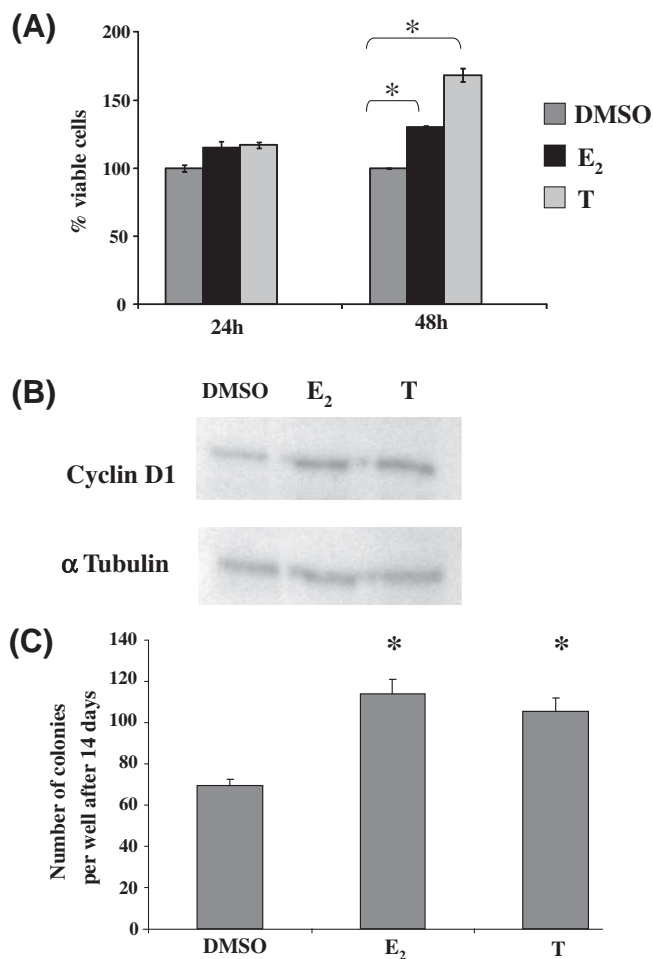 (A)
200
150
100
50
0
% viable cells
24h
48h
*
*
DMSO
E₂
T
(B)
DMSO E₂ T
Cyclin D1
α Tubulin
(C)
140
120
100
80
60
40
20
0
Number of colonies
per well after 14 days
*
*
DMSO E₂ T